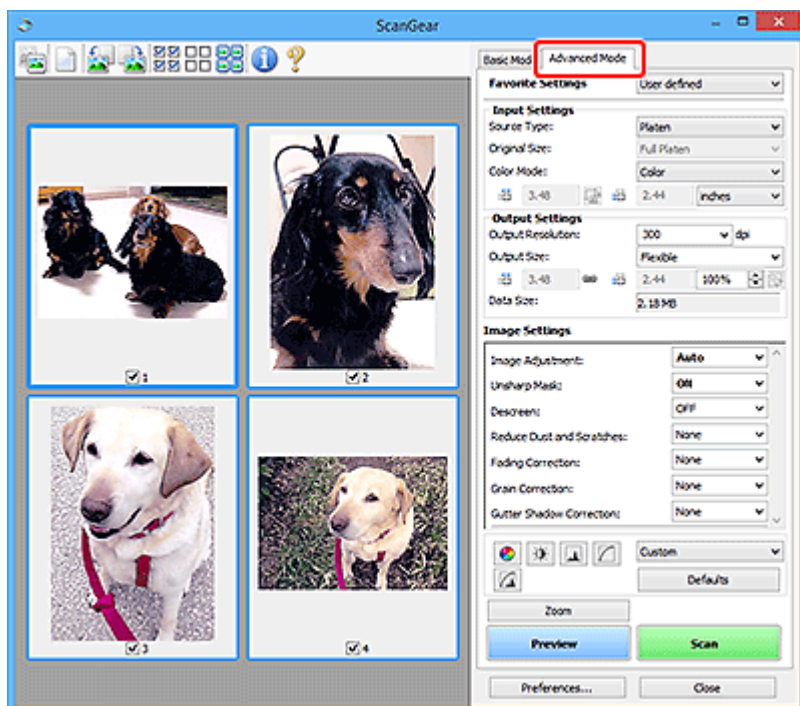 ScanGear
Basic Mod Advanced Mode
Favorite Settings User defined
Input Settings
Source Type: Platen
Original Size: Full Platen
Color Mode: Color
3.48 2.44 inches
Output Settings
Output Resolution: 300 dpi
Output Size: Flexible
3.48 2.44 100%
Data Size: 2.18 MB
Image Settings
Image Adjustment: Auto
Unsharp Mask: ON
Descreen: OFF
Reduce Dust and Scratches: None
Fading Correction: None
Grain Correction: None
Gutter Shadow Correction: None
Custom
Defaults
Zoom
Preview Scan
Preferences... Close
1
2
3
4